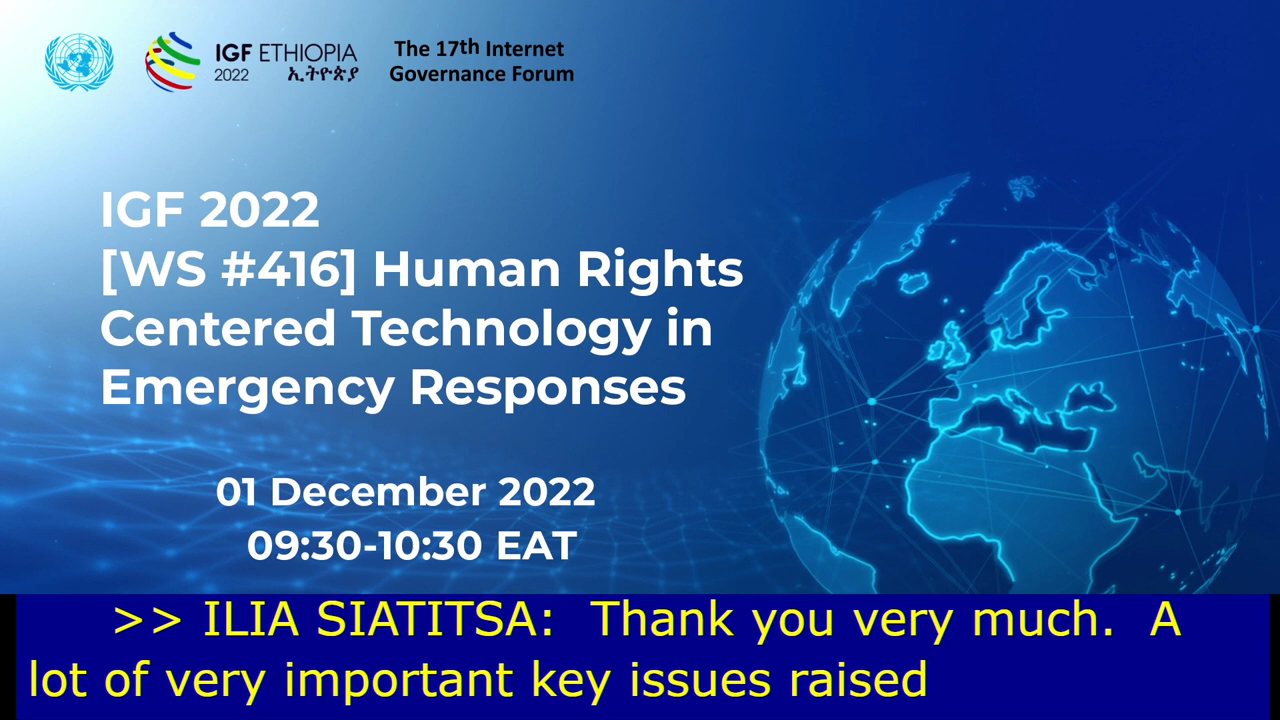 IGF ETHIOPIA
2022 ኢትዮጵያ
The 17th Internet
Governance Forum
IGF 2022
[WS #416] Human Rights
Centered Technology in
Emergency Responses
01 December 2022
09:30-10:30 EAT
>> ILIA SIATITSA: Thank you very much. A
lot of very important key issues raised